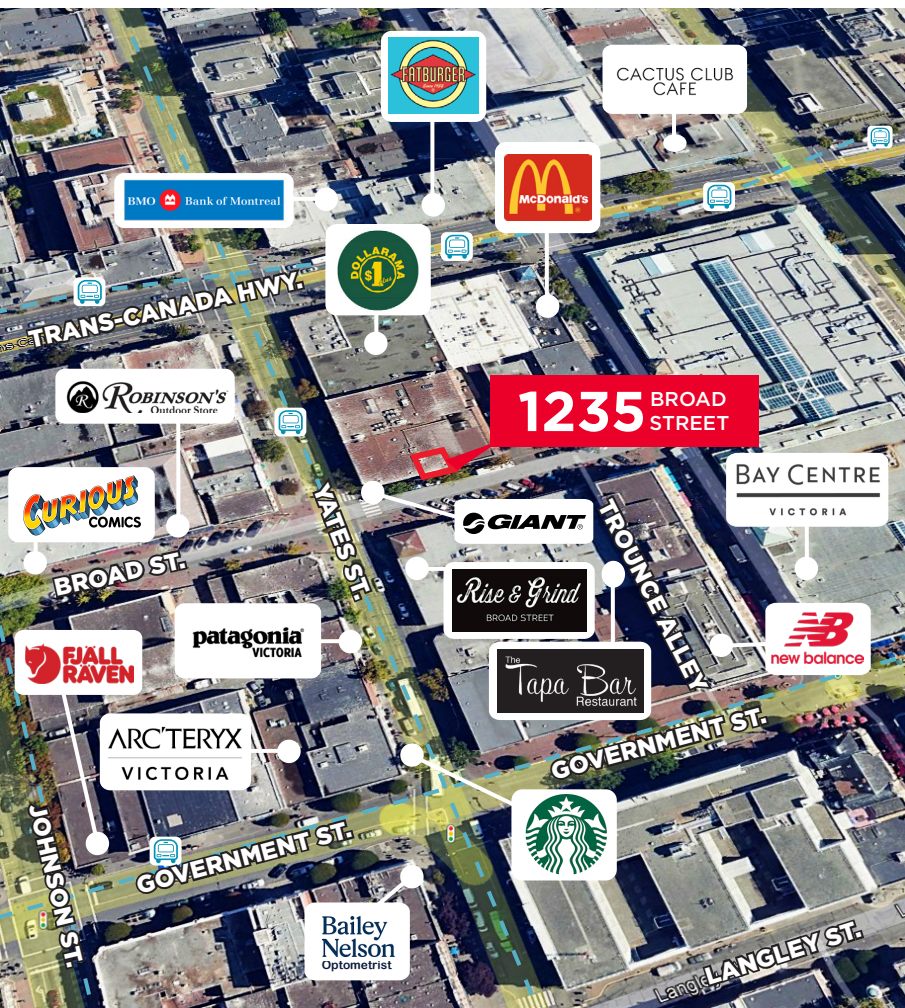 FATBURGER
Since 1952
CACTUS CLUB
CAFE
BMO Bank of Montreal
McDonald's
DOLLARAMA
$1
TRANS-CANADA HWY.
R ROBINSON'S
Outdoor Store
1235 BROAD
STREET
CURIOUS
COMICS
BAY CENTRE
VICTORIA
GIANT
YATES ST.
TROUNCE ALLEY
BROAD ST.
Rise & Grind
BROAD STREET
patagonia
VICTORIA
FJÄLL
RÄVEN
The
Tapa Bar
Restaurant
NB
new balance
ARC'TERYX
VICTORIA
GOVERNMENT ST.
JOHNSON ST.
GOVERNMENT ST.
Bailey
Nelson
Optometrist
LANGLEY ST.